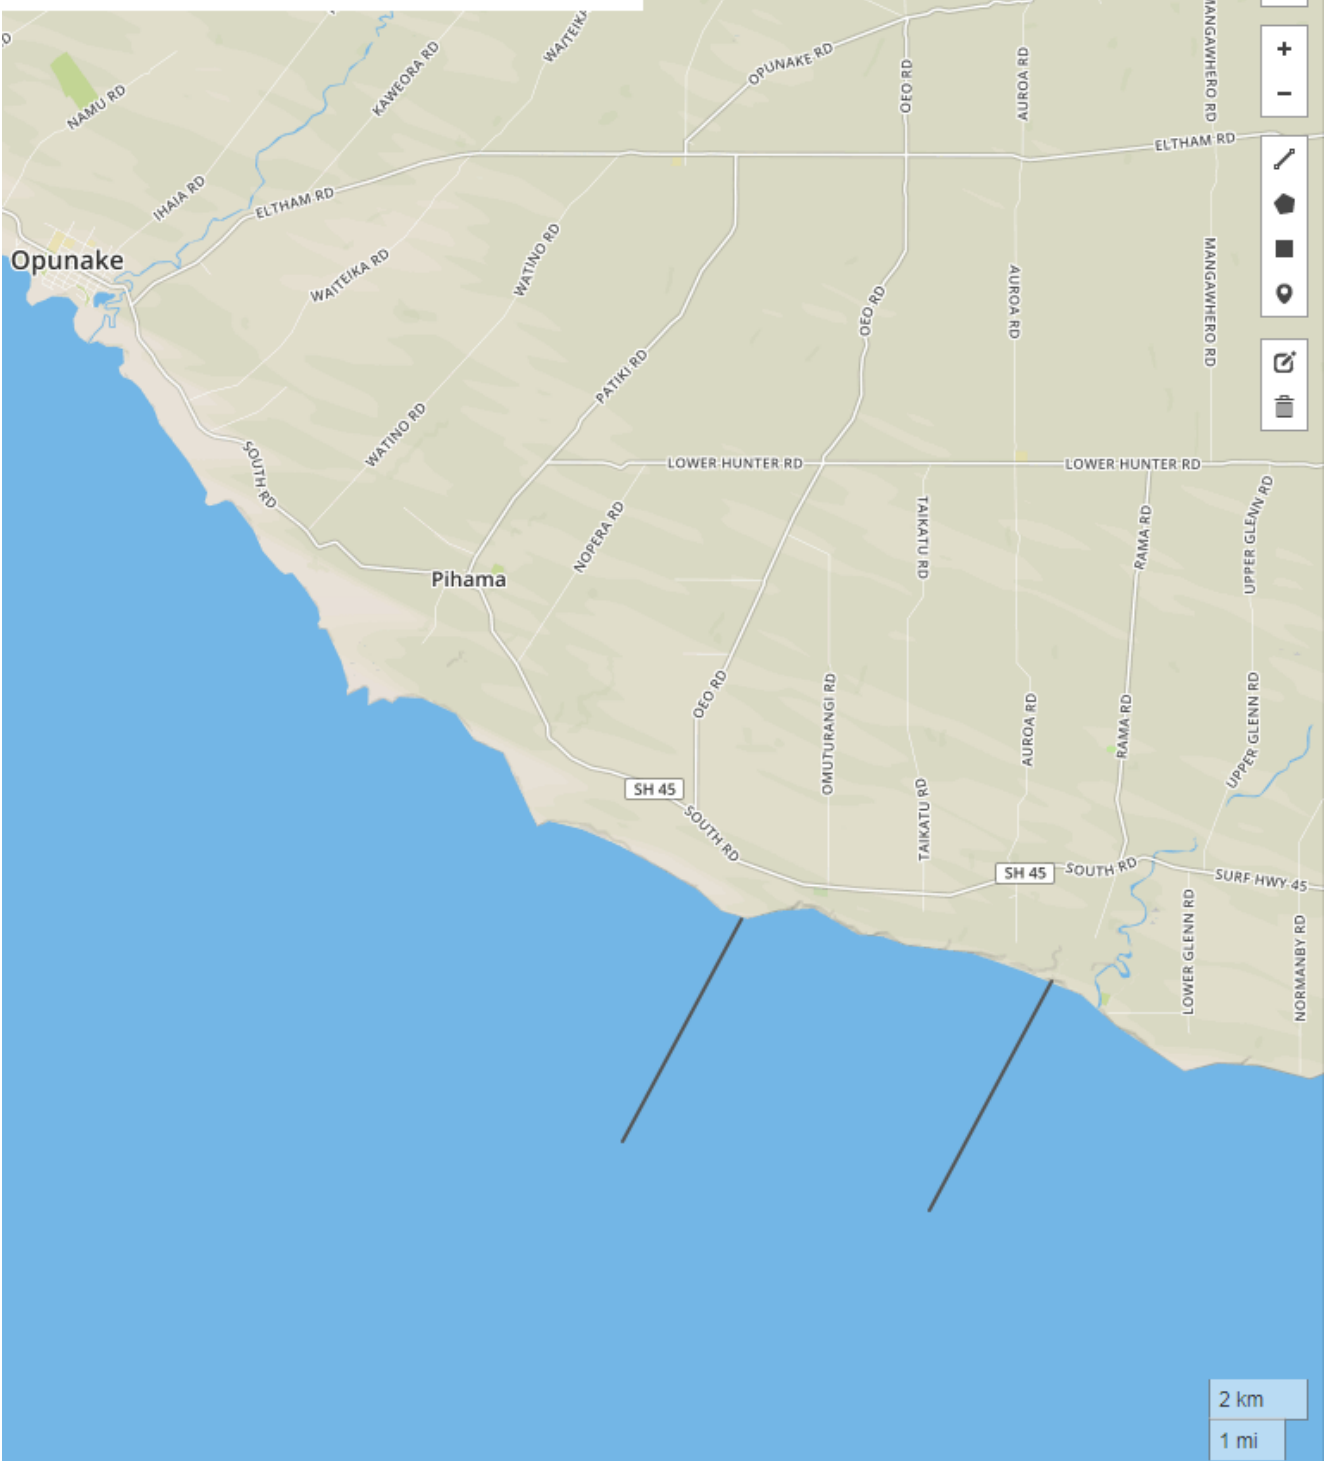 OPUNAKE RD
WAITEIKA
MANGAWHERO RD
KAWEORA RD
OEO RD
AUROA RD
NAMU RD
ELTHAM RD
IHAIA RD
ELTHAM RD
Opunake
WAITEIKA RD
WATINO RD
OEO RD
AUROA RD
MANGAWHERO RD
PATIKI RD
WATINO RD
SOUTH RD
LOWER HUNTER RD
LOWER HUNTER RD
NOPERA RD
TAIKATU RD
RAMA RD
UPPER GLENN RD
Pihama
OEO RD
OMUTURANGI RD
AUROA RD
RAMA RD
UPPER GLENN RD
SH 45
SOUTH RD
TAIKATU RD
SH 45
SOUTH RD
SURF HWY 45
LOWER GLENN RD
NORMANBY RD
+
−
2 km
1 mi